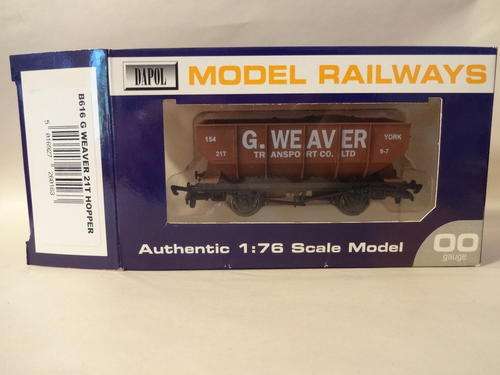 DAPOL
MODEL RAILWAYS
B616 G WEAVER 21T HOPPER
154
21T
G. WEAVER
TRANSPORT CO. LTD
YORK
9-7
Authentic 1:76 Scale Model
OO
gauge